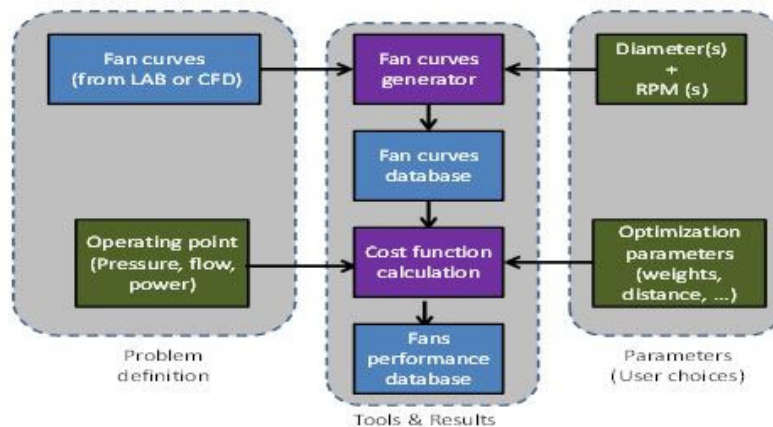 Fan curves
(from LAB or CFD)
Fan curves
generator
Diameter(s)
+
RPM (s)
Fan curves
database
Operating point
(Pressure, flow,
power)
Cost function
calculation
Optimization
parameters
(weights,
distance, ...)
Fans
performance
database
Problem
definition
Parameters
(User choices)
Tools & Results